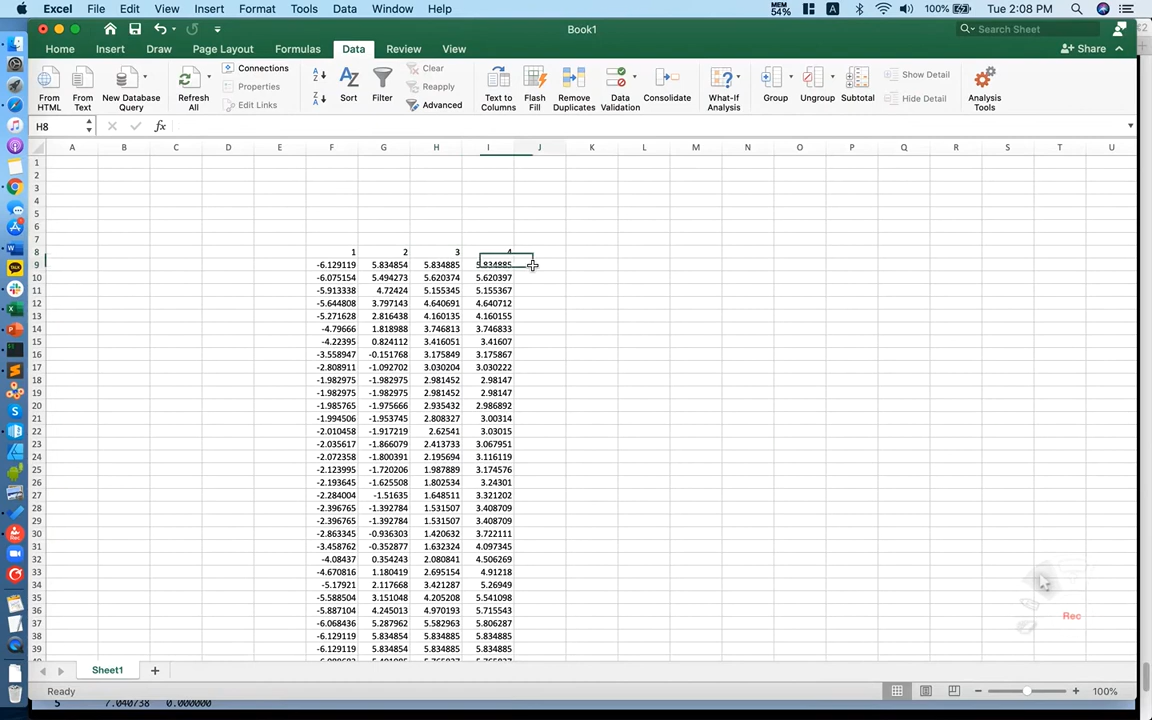 Excel File Edit View Insert Format Tools Data Window Help MEM 54% A 100% Tue 2:08 PM
Book1 Search Sheet
Home Insert Draw Page Layout Formulas Data Review View Share
From HTML From Text New Database Query Refresh All Connections Properties Edit Links Sort Filter Clear Reapply Advanced Text to Columns Flash Fill Remove Duplicates Data Validation Consolidate What-If Analysis Group Ungroup Subtotal Show Detail Hide Detail Analysis Tools
H8 fx
A B C D E F G H I J K L M N O P Q R S T U
1
2
3
4
5
6
7
8 1 2 3 4
9 -6.129119 5.834854 5.834885 5.834885
10 -6.075154 5.494273 5.620374 5.620397
11 -5.913338 4.72424 5.155345 5.155367
12 -5.644808 3.797143 4.640691 4.640712
13 -5.271628 2.816438 4.160135 4.160155
14 -4.79666 1.818988 3.746813 3.746833
15 -4.22395 0.824112 3.416051 3.41607
16 -3.558947 -0.151768 3.175849 3.175867
17 -2.808911 -1.092702 3.030204 3.030222
18 -1.982975 -1.982975 2.981452 2.98147
19 -1.982975 -1.982975 2.981452 2.98147
20 -1.985765 -1.975666 2.935432 2.986892
21 -1.994506 -1.953745 2.808327 3.00314
22 -2.010458 -1.917219 2.62541 3.03015
23 -2.035617 -1.866079 2.413733 3.067951
24 -2.072358 -1.800391 2.195694 3.116119
25 -2.123995 -1.720206 1.987889 3.174576
26 -2.193645 -1.625508 1.802534 3.24301
27 -2.284004 -1.51635 1.648511 3.321202
28 -2.396765 -1.392784 1.531507 3.408709
29 -2.396765 -1.392784 1.531507 3.408709
30 -2.863345 -0.936303 1.420632 3.722111
31 -3.458762 -0.352877 1.632324 4.097345
32 -4.08437 0.354243 2.080841 4.506269
33 -4.670816 1.180419 2.695154 4.91218
34 -5.17921 2.117668 3.421287 5.26949
35 -5.588504 3.151048 4.205208 5.541098
36 -5.887104 4.245013 4.970193 5.715543
37 -6.068436 5.287962 5.582963 5.806287
38 -6.129119 5.834854 5.834885 5.834885
39 -6.129119 5.834854 5.834885 5.834885
Rec
Sheet1
Ready 100%
5 7.040738 0.000000